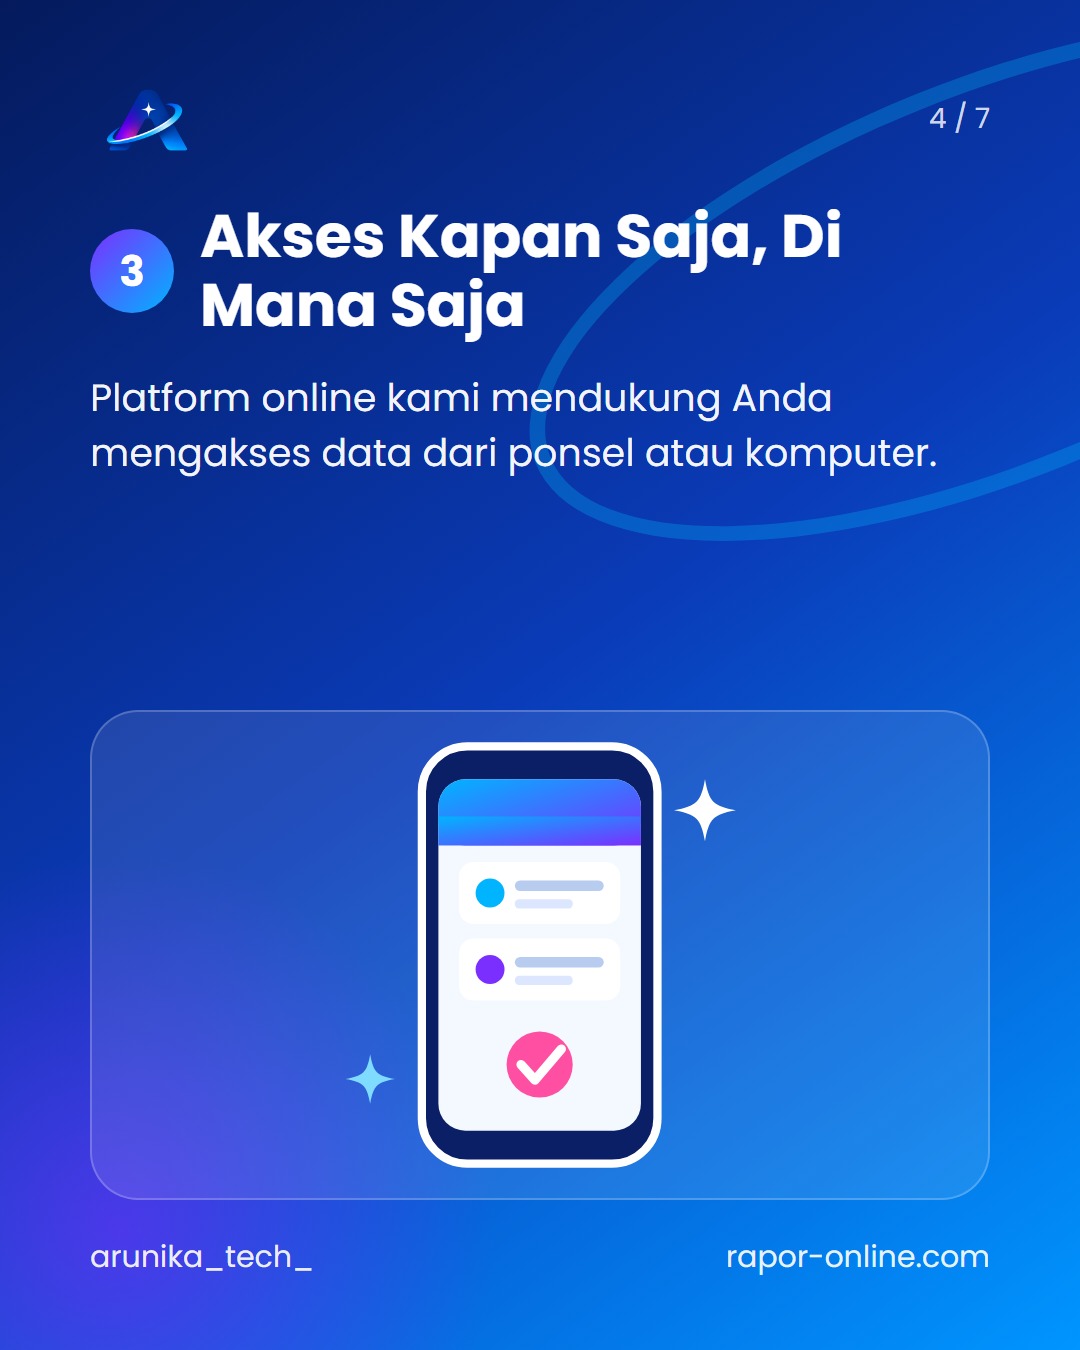 4 / 7
3
Akses Kapan Saja, Di
Mana Saja
Platform online kami mendukung Anda
mengakses data dari ponsel atau komputer.
arunika_tech_
rapor-online.com